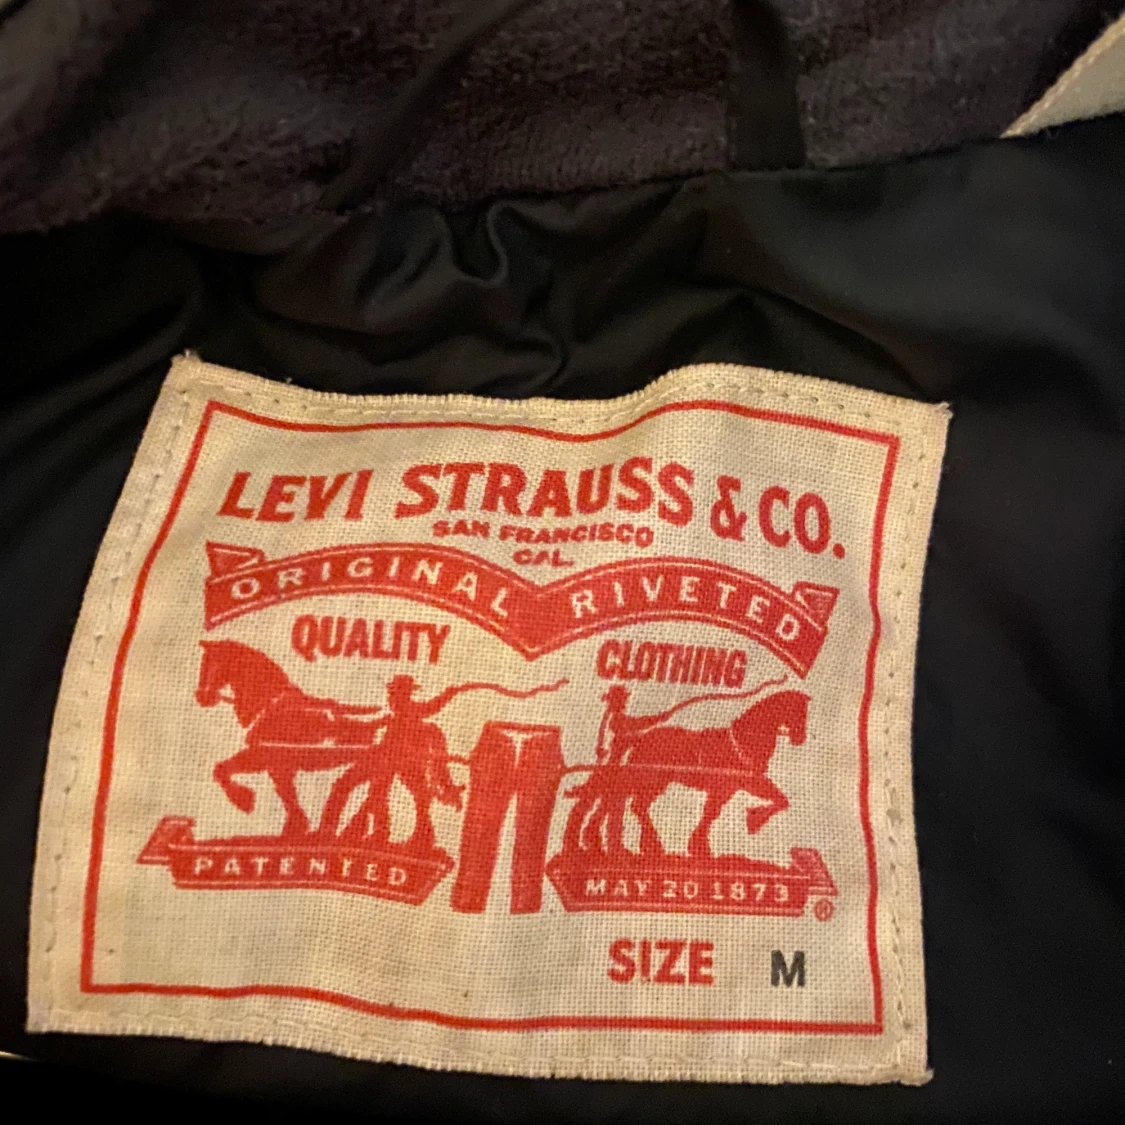 LEVI STRAUSS & CO.
SAN FRANCISCO
CAL.
ORIGINAL RIVETED
QUALITY CLOTHING
PATENTED MAY 20 1873 ®
SIZE M